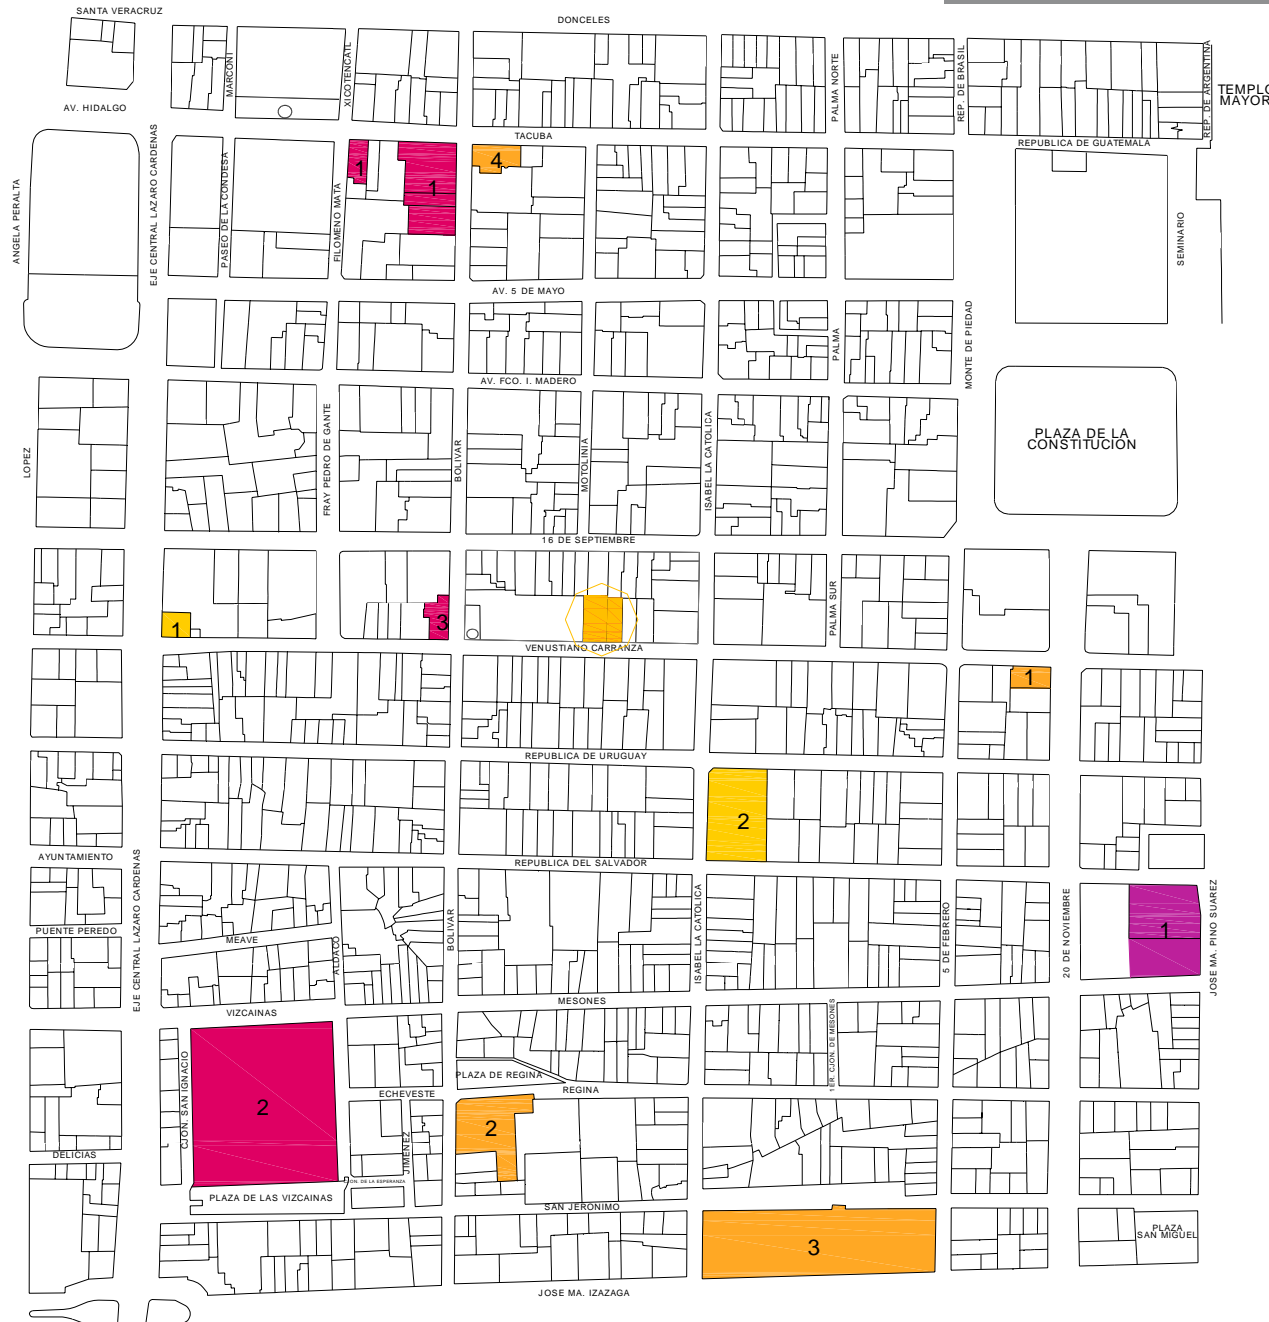 SANTA VERACRUZ
DONCELES
MARCONI
XICOTENCATL
PALMA NORTE
REP. DE BRASIL
REP. DE ARGENTINA
TEMPLO
MAYOR
AV. HIDALGO
TACUBA
REPUBLICA DE GUATEMALA
ANGELA PERALTA
EJE CENTRAL LAZARO CARDENAS
PASEO DE LA CONDESA
FILOMENO MATA
1
1
4
SEMINARIO
AV. 5 DE MAYO
MONTE DE PIEDAD
PALMA
AV. FCO. I. MADERO
LOPEZ
FRAY PEDRO DE GANTE
BOLIVAR
MOTOLINIA
ISABEL LA CATOLICA
PLAZA DE LA
CONSTITUCION
16 DE SEPTIEMBRE
PALMA SUR
1
3
VENUSTIANO CARRANZA
1
REPUBLICA DE URUGUAY
2
AYUNTAMIENTO
REPUBLICA DEL SALVADOR
EJE CENTRAL LAZARO CARDENAS
PUENTE PEREDO
MEAVE
ALDACO
BOLIVAR
ISABEL LA CATOLICA
5 DE FEBRERO
20 DE NOVIEMBRE
1
JOSE MA. PINO SUAREZ
MESONES
VIZCAINAS
1ER. CJON. DE MESONES
CJON. SAN IGNACIO
PLAZA DE REGINA
REGINA
ECHEVESTE
2
2
JIMENEZ
DELICIAS
ON. DE LA ESPERANZA
PLAZA DE LAS VIZCAINAS
SAN JERONIMO
3
PLAZA
SAN MIGUEL
JOSE MA. IZAZAGA